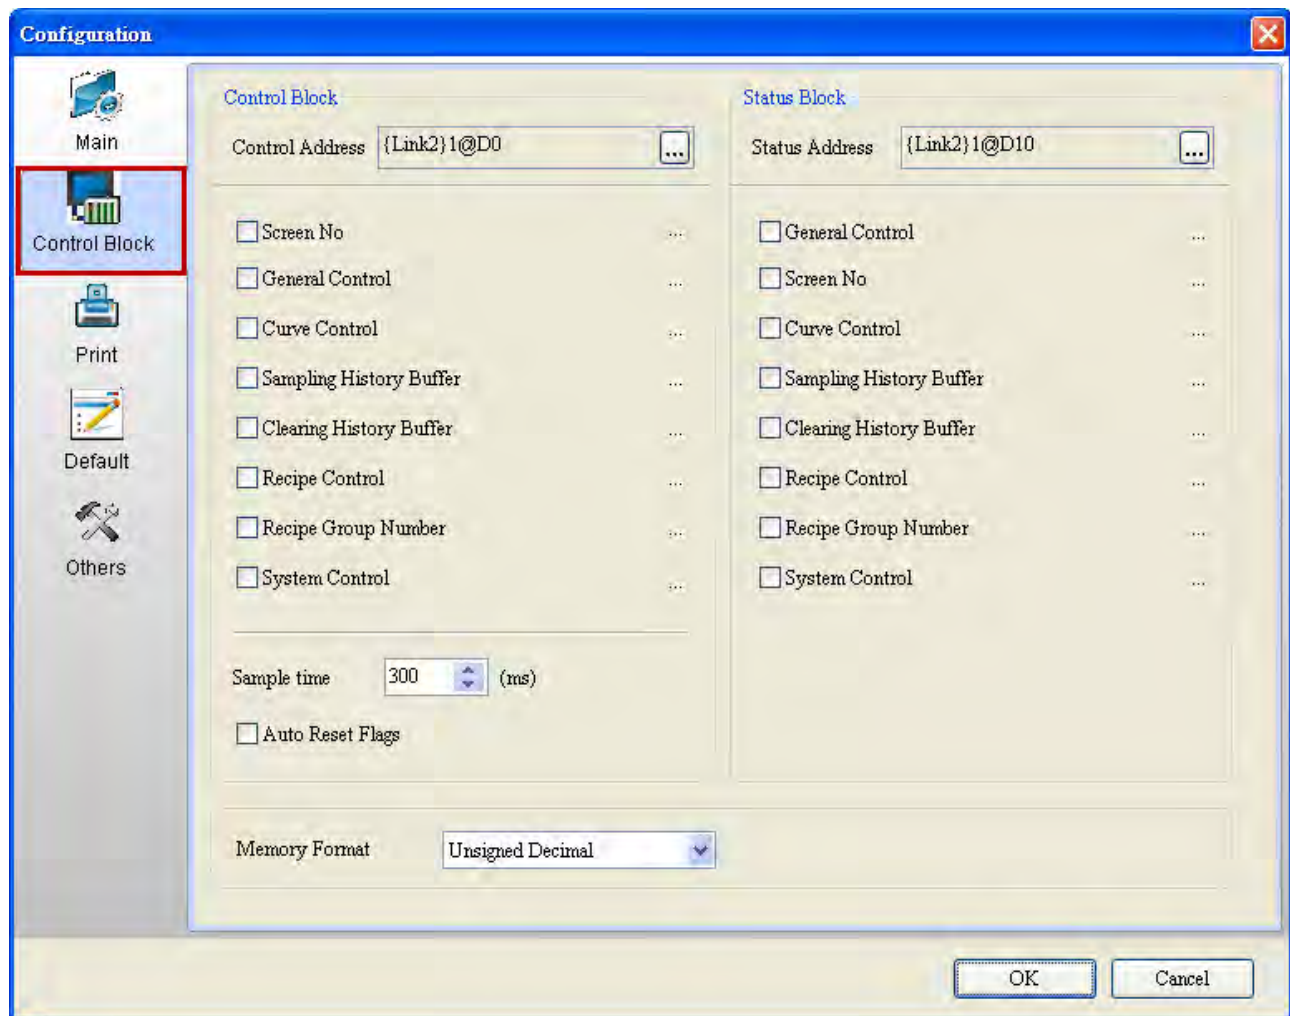 Configuration
Main
Control Block
Print
Default
Others
Control Block
Control Address {Link2}1@D0 ...
Screen No ...
General Control ...
Curve Control ...
Sampling History Buffer ...
Clearing History Buffer ...
Recipe Control ...
Recipe Group Number ...
System Control ...
Sample time 300 (ms)
Auto Reset Flags
Status Block
Status Address {Link2}1@D10 ...
General Control ...
Screen No ...
Curve Control ...
Sampling History Buffer ...
Clearing History Buffer ...
Recipe Control ...
Recipe Group Number ...
System Control ...
Memory Format Unsigned Decimal
OK Cancel